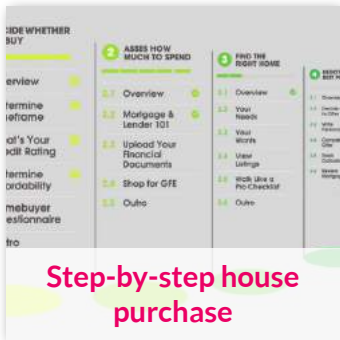 CIDE WHETHER
BUY
erview
termine
meframe
at's Your
edit Rating
termine
ordability
mebuyer
estionnaire
tro
2 ASSES HOW
MUCH TO SPEND
2.1 Overview
2.2 Mortgage &
Lender 101
2.3 Upload Your
Financial
Documents
2.4 Shop for GFE
2.5 Outro
3 FIND THE
RIGHT HOME
3.1 Overview
3.2 Your
Needs
3.3 Your
Wants
3.4 View
Listings
3.5 Walk Like a
Pro Checklist
3.6 Outro
4
Step-by-step house
purchase